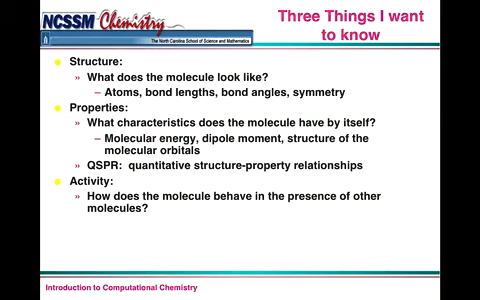 NCSSM Chemistry
The North Carolina School of Science and Mathematics
Three Things I want
to know
Structure:
» What does the molecule look like?
– Atoms, bond lengths, bond angles, symmetry
Properties:
» What characteristics does the molecule have by itself?
– Molecular energy, dipole moment, structure of the
molecular orbitals
» QSPR: quantitative structure-property relationships
Activity:
» How does the molecule behave in the presence of other
molecules?
Introduction to Computational Chemistry